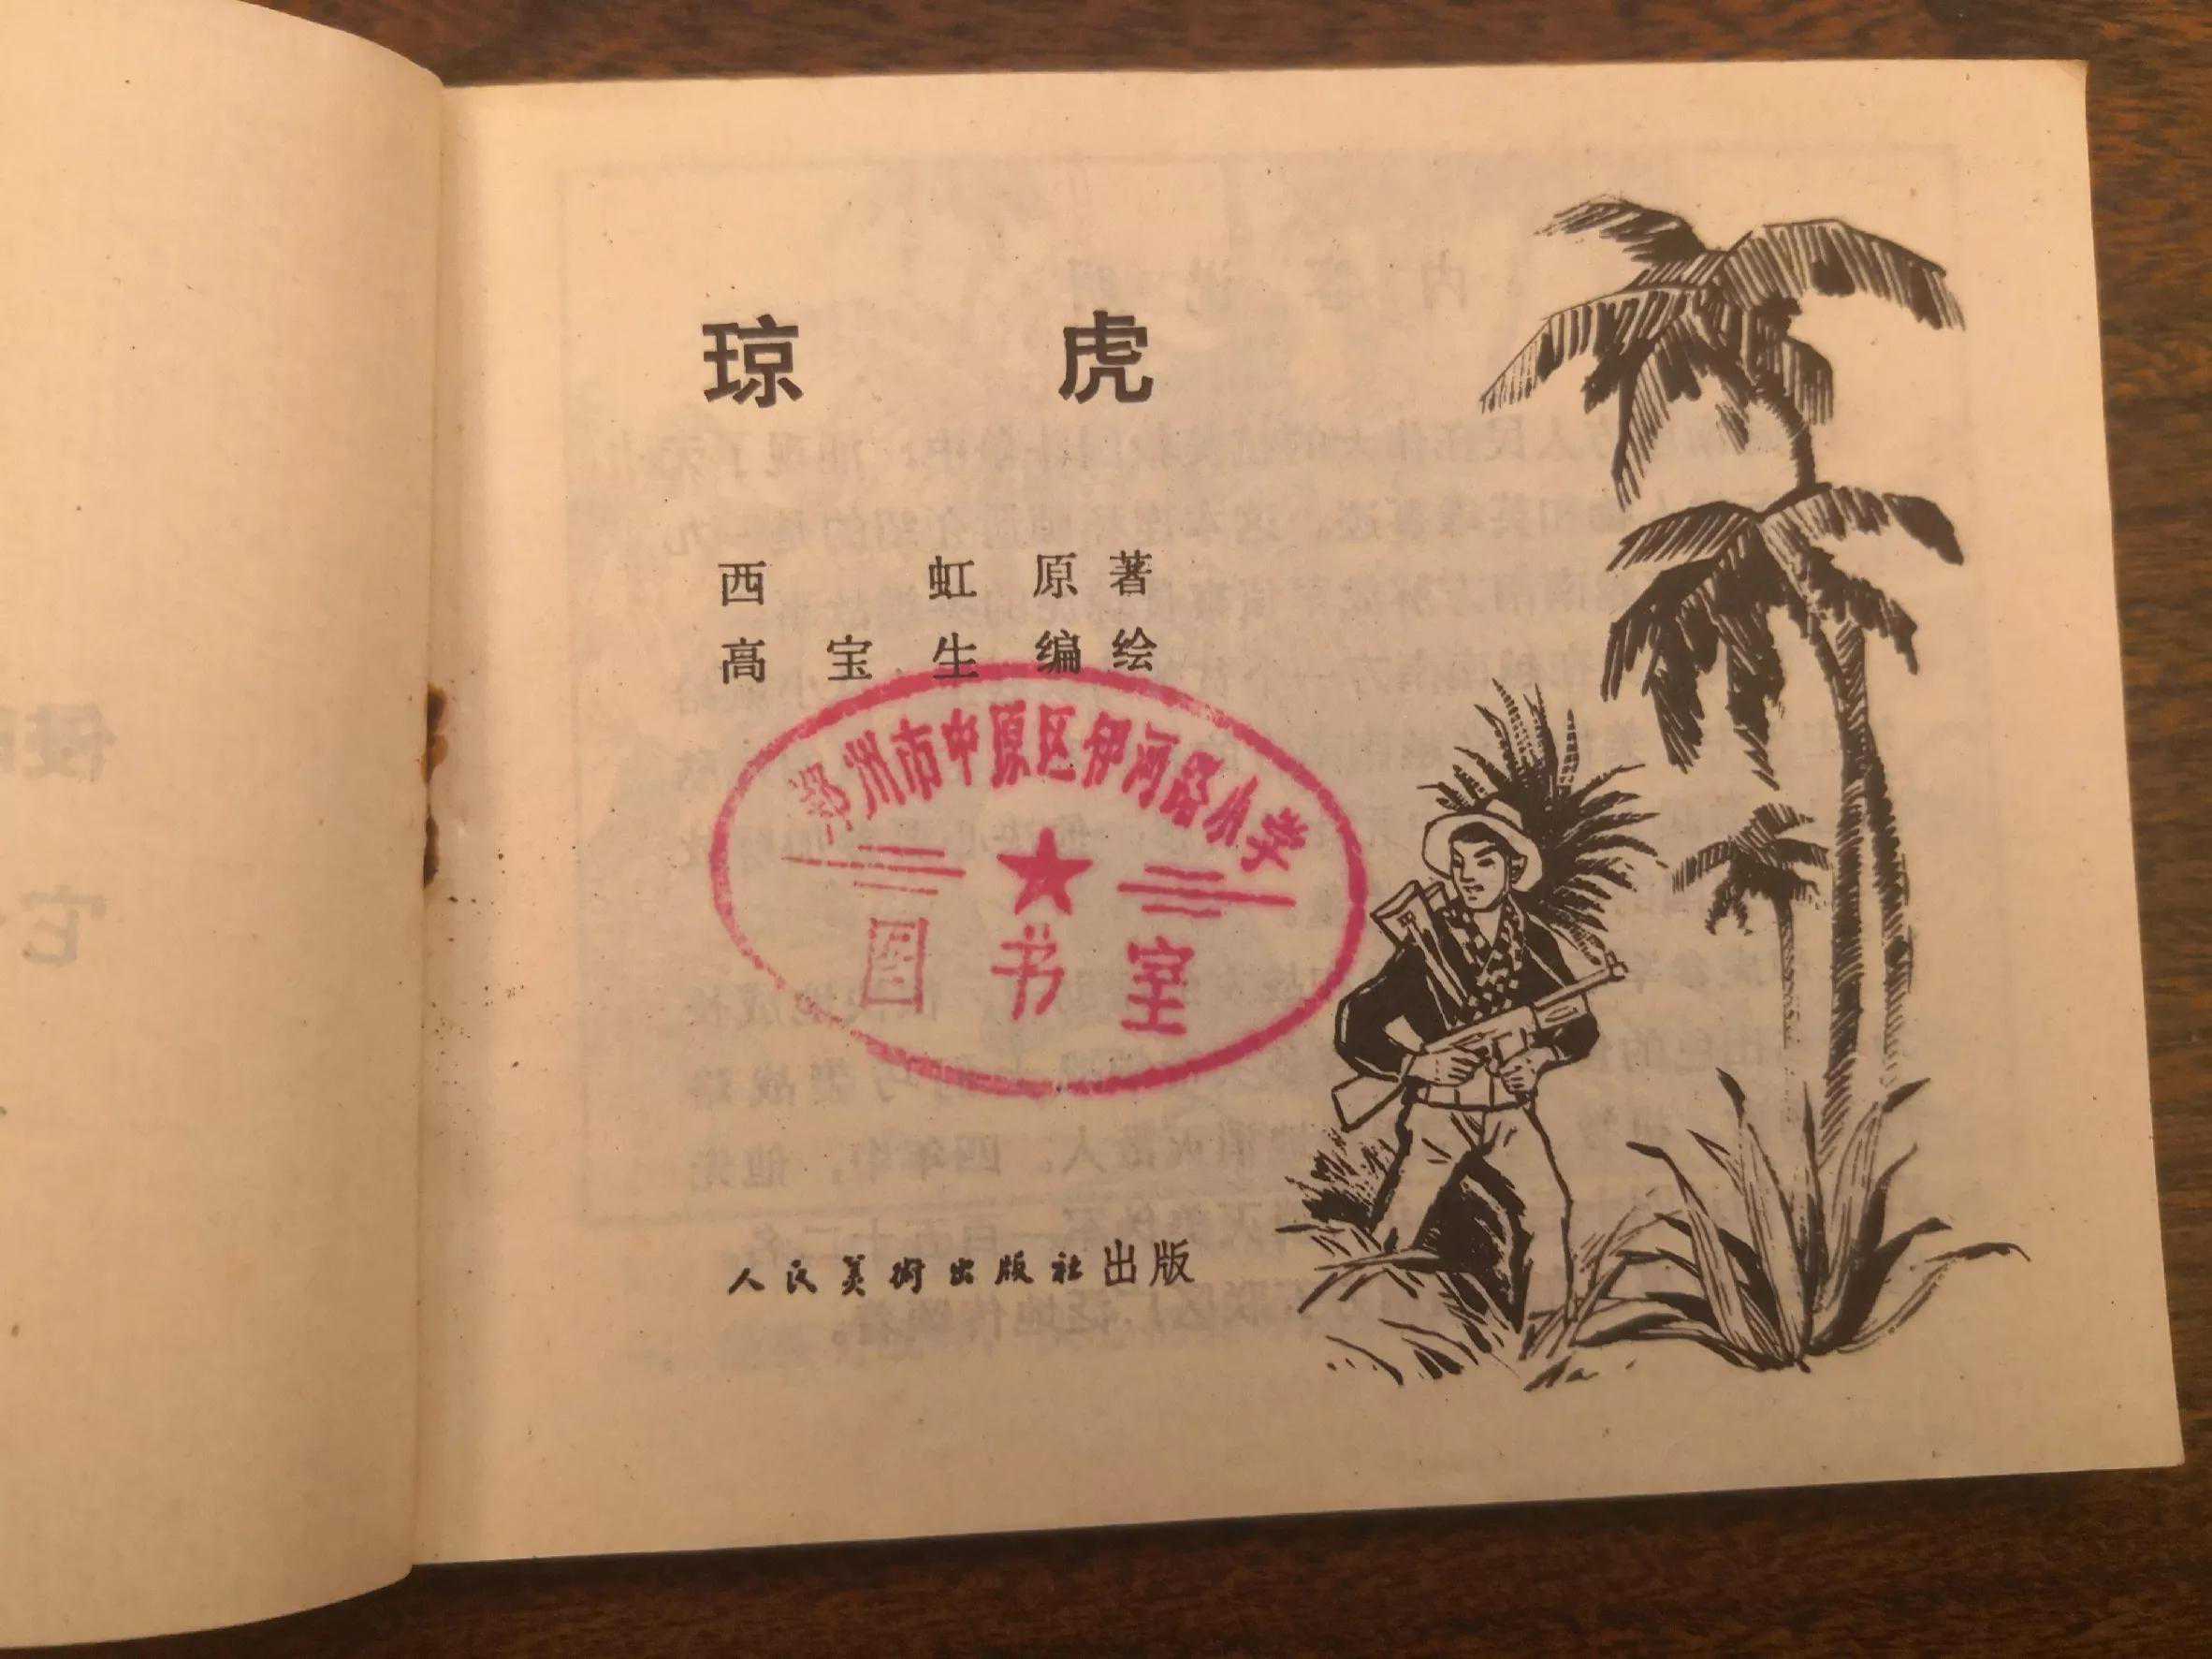 琼 虎
西 虹 原著
高宝生 编绘
郑州市中原区伊河路小学
图书室
人民美術出版社出版